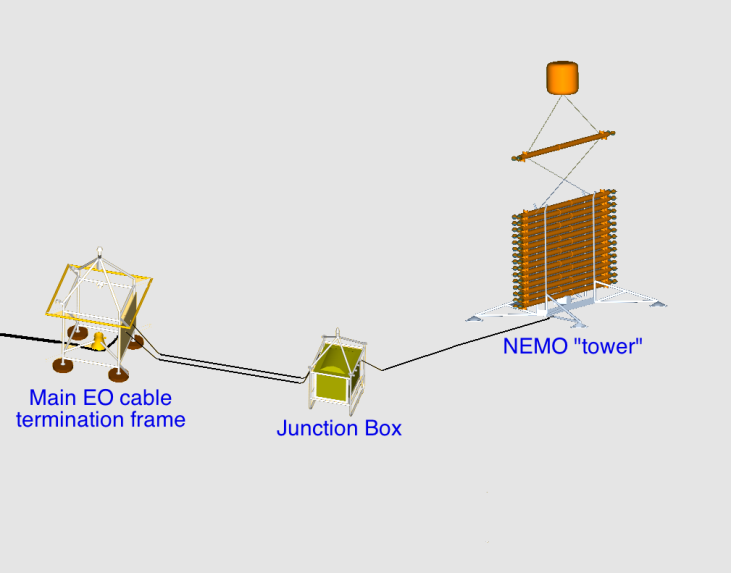 NEMO "tower"
Main EO cable
termination frame
Junction Box